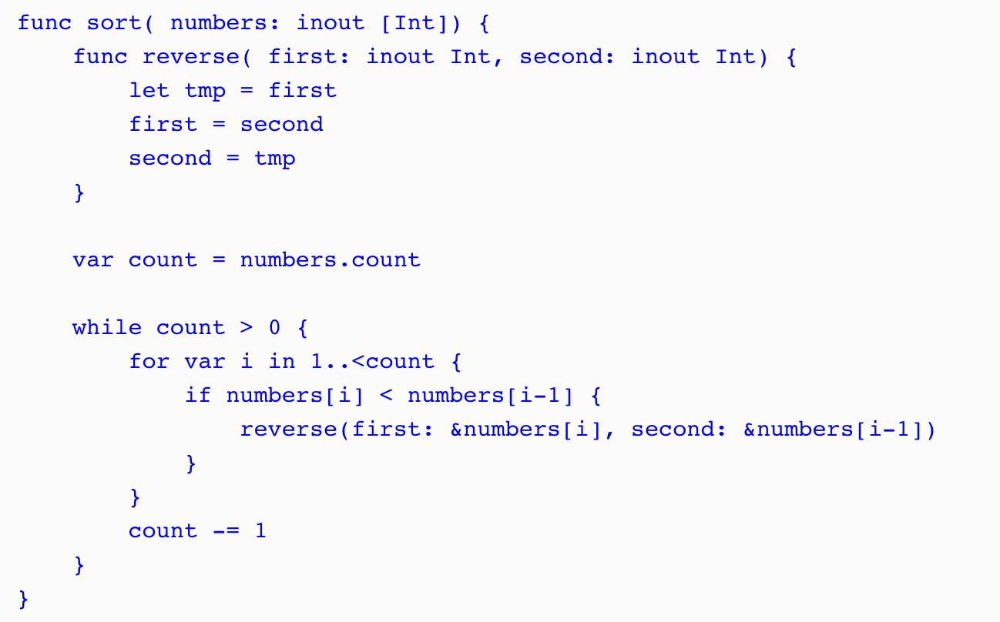 func sort( numbers: inout [Int]) {
    func reverse( first: inout Int, second: inout Int) {
        let tmp = first
        first = second
        second = tmp
    }

    var count = numbers.count

    while count > 0 {
        for var i in 1..<count {
            if numbers[i] < numbers[i-1] {
                reverse(first: &numbers[i], second: &numbers[i-1])
            }
        }
        count -= 1
    }
}